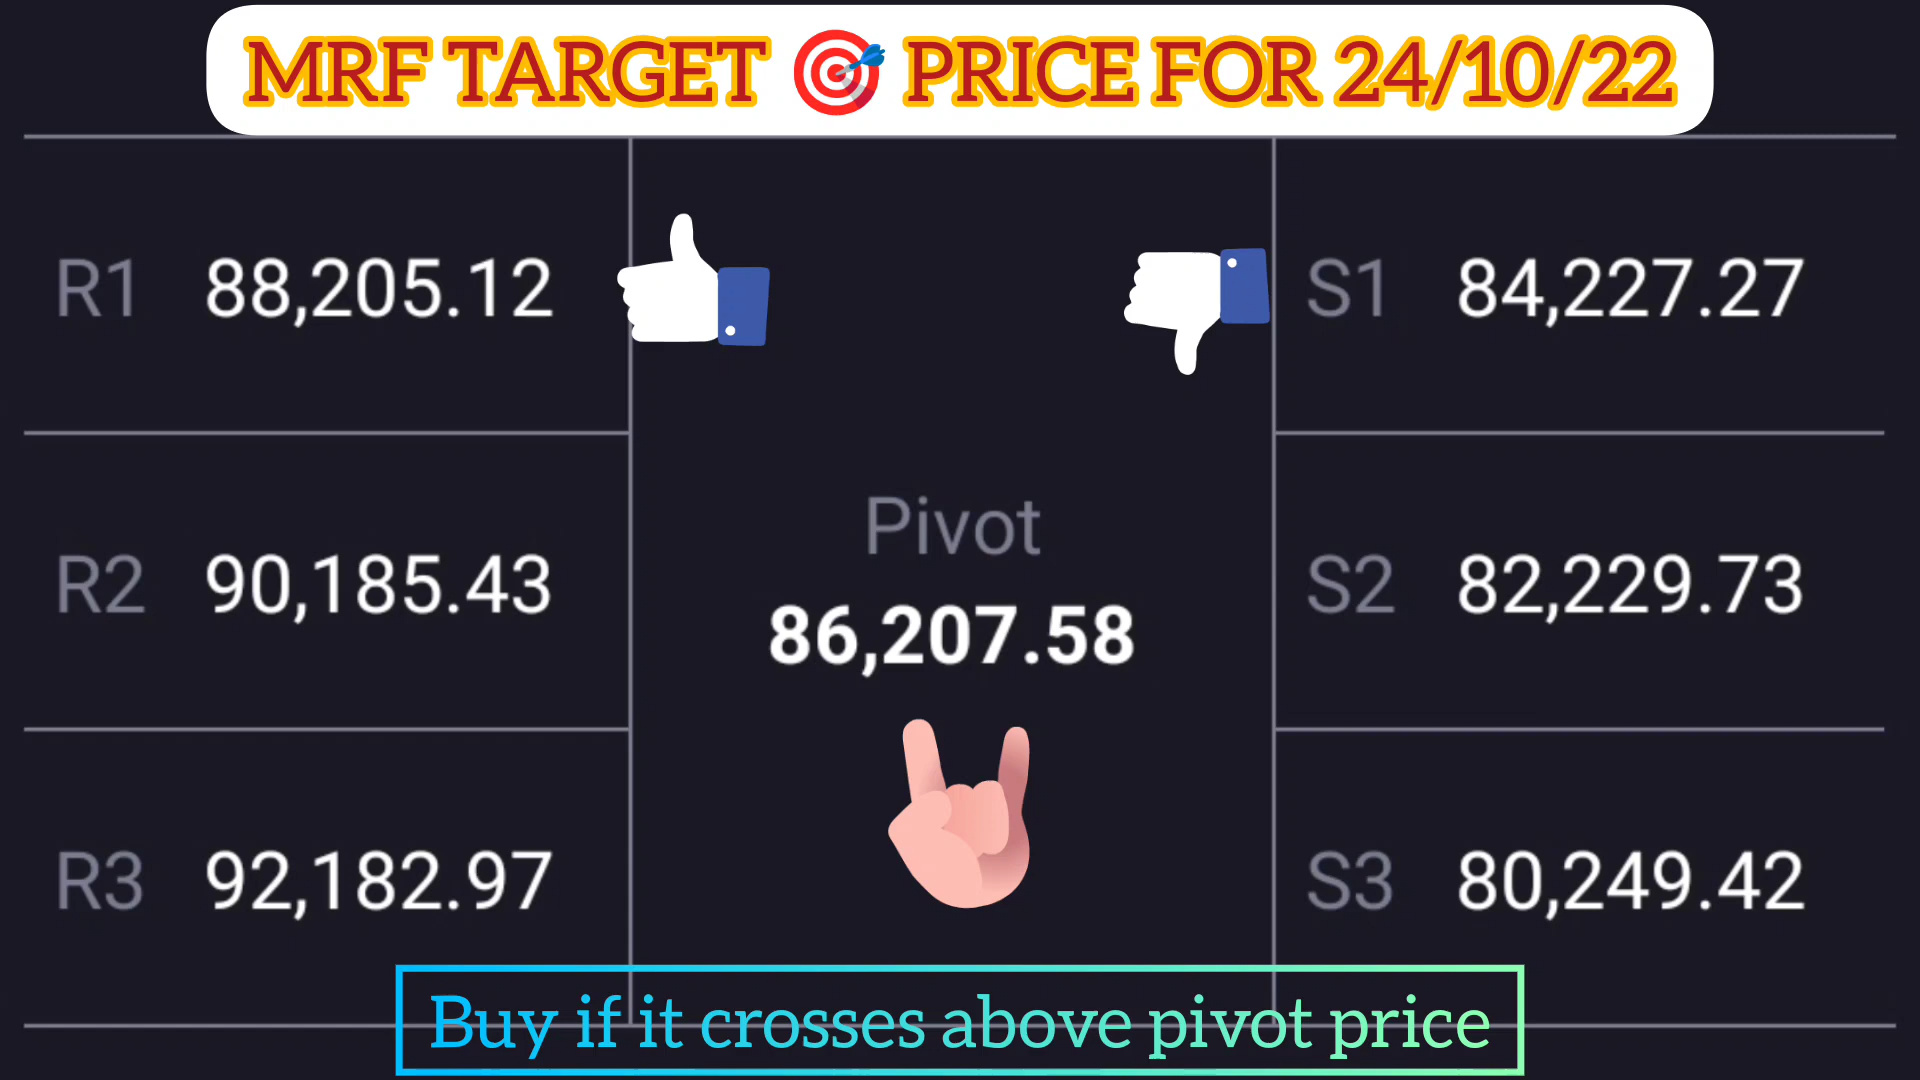 MRF TARGET 🎯 PRICE FOR 24/10/22
R1 88,205.12
S1 84,227.27
R2 90,185.43
Pivot
86,207.58
S2 82,229.73
R3 92,182.97
S3 80,249.42
Buy if it crosses above pivot price